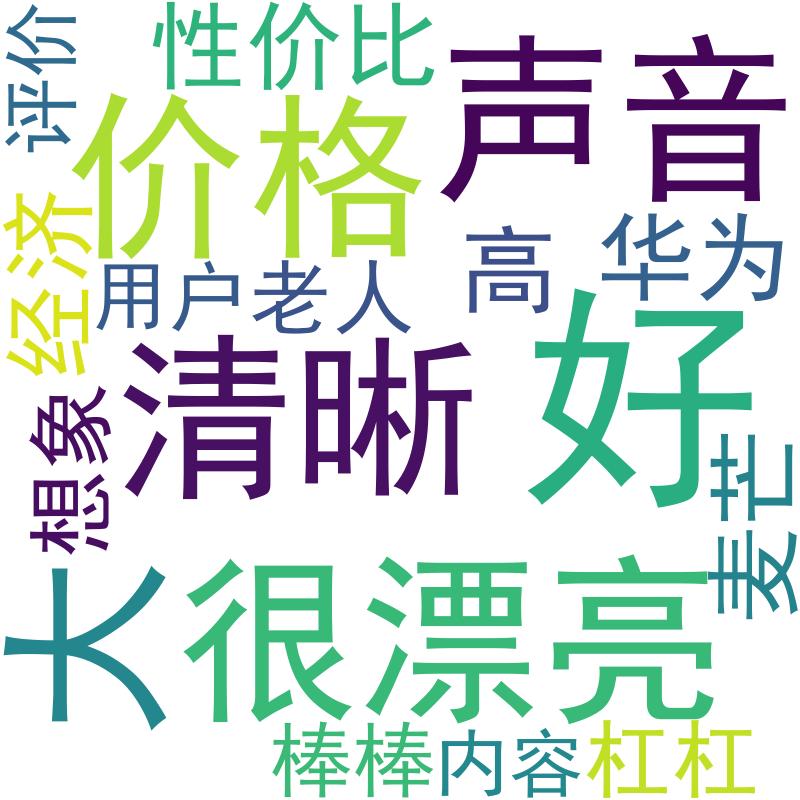 评价
性价比
声音
价格
经济
用户
老人
高
华为
清晰
好
想象
麦芒
大
很漂亮
棒棒
内容
杠杠